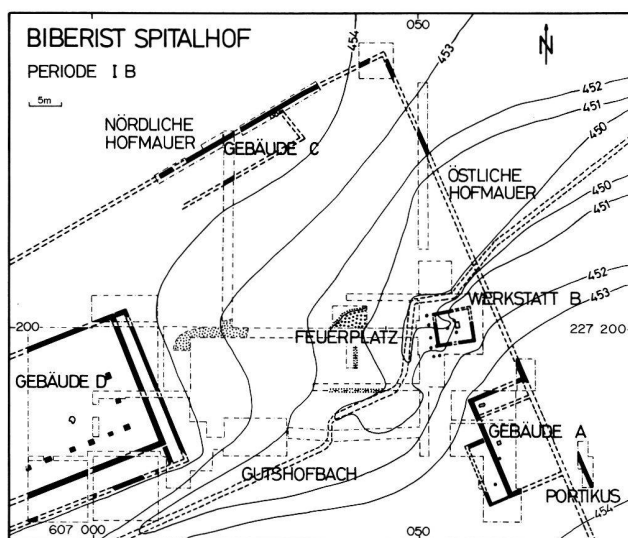 BIBERIST SPITALHOF
PERIODE I B
5m
N
050
454
453
452
451
450
450
451
452
453
NÖRDLICHE
HOFMAUER
GEBÄUDE C
ÖSTLICHE
HOFMAUER
WERKSTATT B
200
FEUERPLATZ
227 200
GEBÄUDE D
GEBÄUDE A
GUTSHOFBACH
PORTIKUS
607 000
050
454